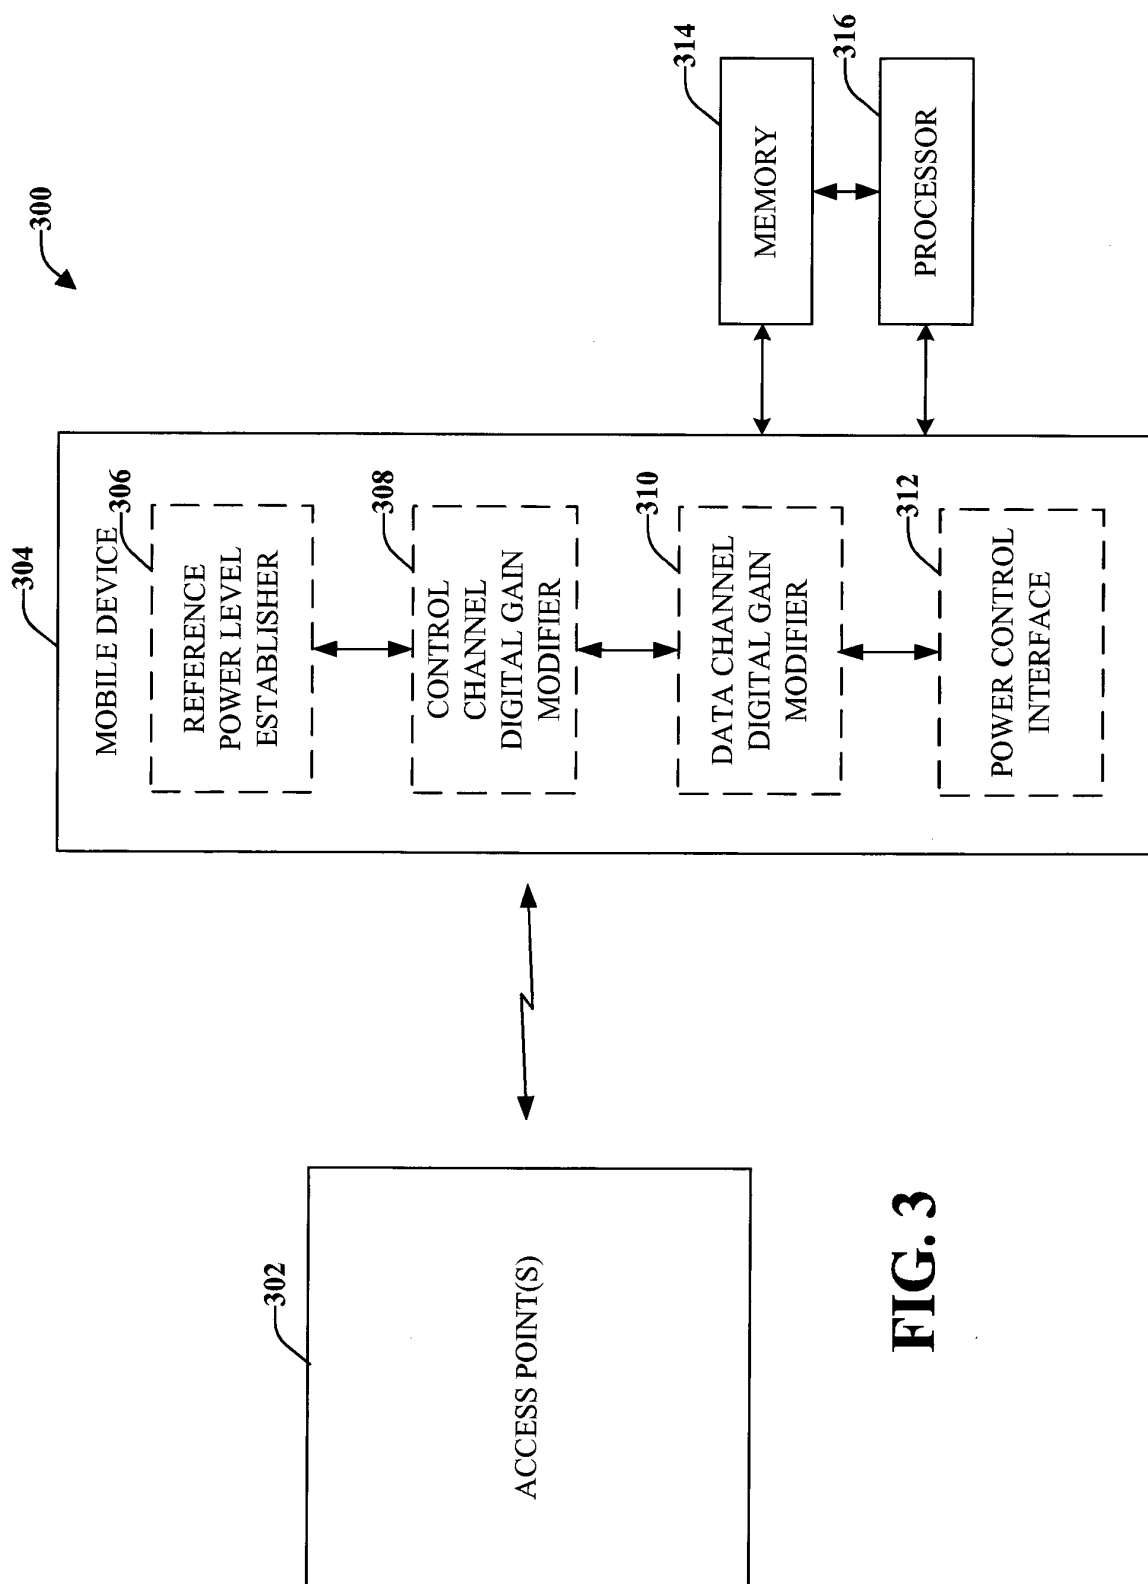 300
302
ACCESS POINT(S)
304
MOBILE DEVICE
306
REFERENCE
POWER LEVEL
ESTABLISHER
308
CONTROL
CHANNEL
DIGITAL GAIN
MODIFIER
310
DATA CHANNEL
DIGITAL GAIN
MODIFIER
312
POWER CONTROL
INTERFACE
314
MEMORY
316
PROCESSOR
FIG. 3